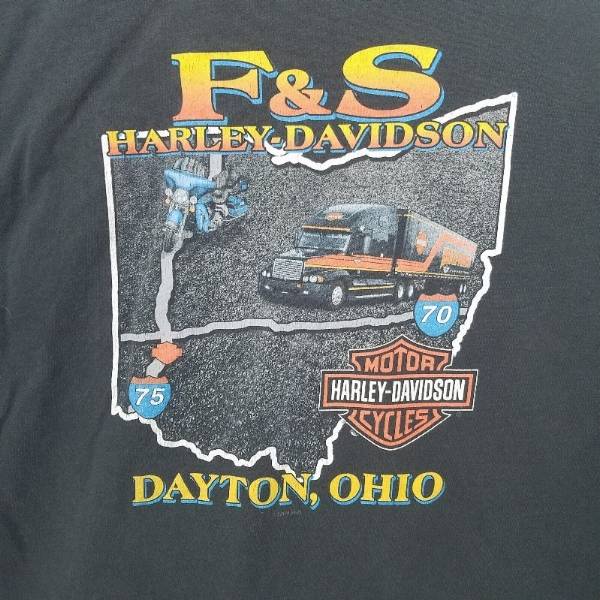 F&S
HARLEY-DAVIDSON
70
75
MOTOR
HARLEY-DAVIDSON
CYCLES
DAYTON, OHIO